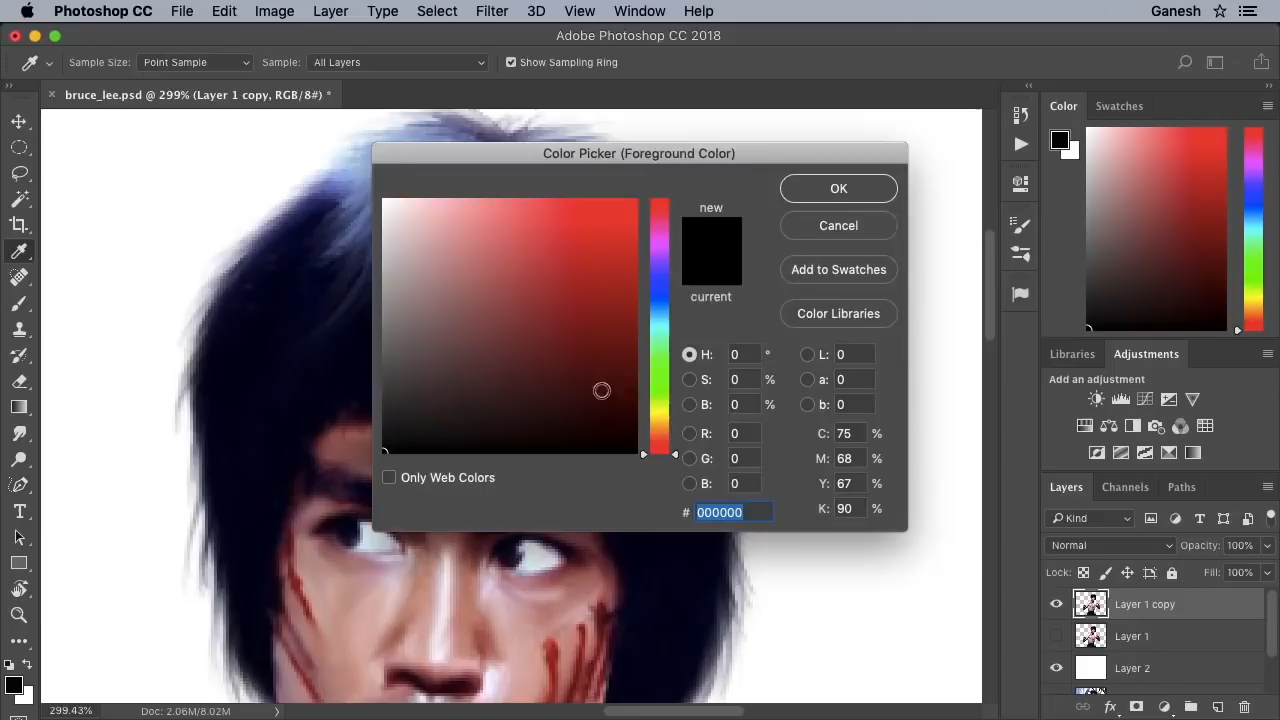 Photoshop CC File Edit Image Layer Type Select Filter 3D View Window Help Ganesh
Adobe Photoshop CC 2018
Sample Size: Point Sample Sample: All Layers Show Sampling Ring
× bruce_lee.psd @ 299% (Layer 1 copy, RGB/8#) *
Color Swatches
Color Picker (Foreground Color)
new
current
OK
Cancel
Add to Swatches
Color Libraries
H: 0 °
S: 0 %
B: 0 %
R: 0
G: 0
B: 0
# 000000
L: 0
a: 0
b: 0
C: 75 %
M: 68 %
Y: 67 %
K: 90 %
Only Web Colors
Libraries Adjustments
Add an adjustment
Layers Channels Paths
Kind
Normal Opacity: 100%
Lock: Fill: 100%
Layer 1 copy
Layer 1
Layer 2
299.43% Doc: 2.06M/8.02M